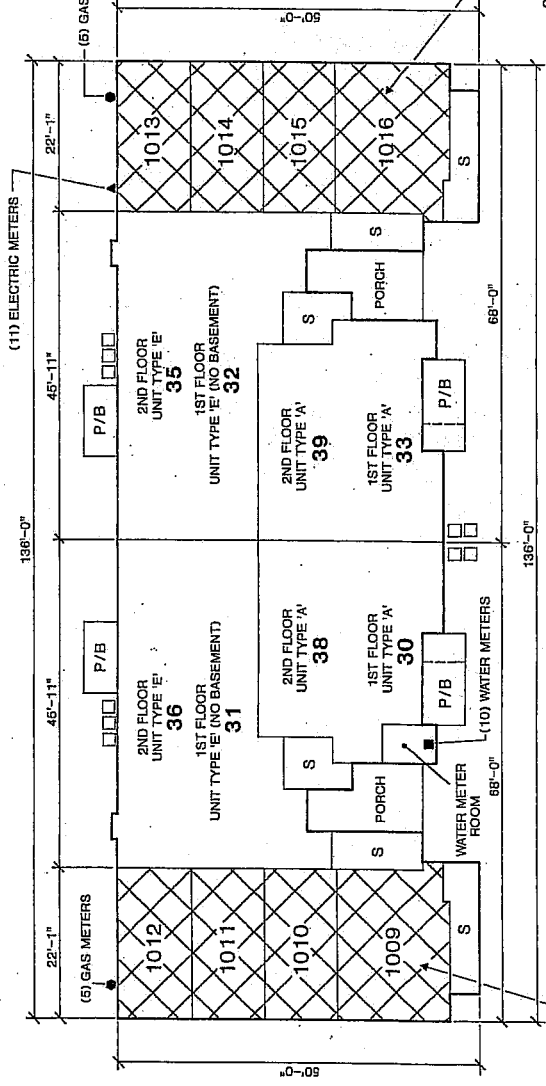 (11) ELECTRIC METERS
(5) GAS
136'-0"
22'-1"
45'-11"
45'-11"
22'-1"
(5) GAS METERS
50'-0"
50'-0"
P/B
P/B
1012
1011
1010
1009
1013
1014
1015
1016
2ND FLOOR
UNIT TYPE 'E'
36
1ST FLOOR
UNIT TYPE 'E' (NO BASEMENT)
31
2ND FLOOR
UNIT TYPE 'E'
35
1ST FLOOR
UNIT TYPE 'E' (NO BASEMENT)
32
2ND FLOOR
UNIT TYPE 'A'
38
1ST FLOOR
UNIT TYPE 'A'
30
2ND FLOOR
UNIT TYPE 'A'
39
1ST FLOOR
UNIT TYPE 'A'
33
S
PORCH
S
S
S
PORCH
S
S
P/B
P/B
WATER METER
ROOM
(10) WATER METERS
68'-0"
68'-0"
136'-0"